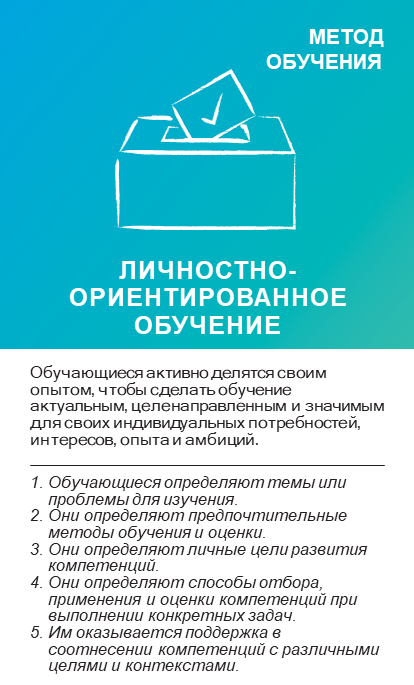 МЕТОД
ОБУЧЕНИЯ
ЛИЧНОСТНО-
ОРИЕНТИРОВАННОЕ
ОБУЧЕНИЕ
Обучающиеся активно делятся своим
опытом, чтобы сделать обучение
актуальным, целенаправленным и значимым
для своих индивидуальных потребностей,
интересов, опыта и амбиций.
1. Обучающиеся определяют темы или
проблемы для изучения.
2. Они определяют предпочтительные
методы обучения и оценки.
3. Они определяют личные цели развития
компетенций.
4. Они определяют способы отбора,
применения и оценки компетенций при
выполнении конкретных задач.
5. Им оказывается поддержка в
соотнесении компетенций с различными
целями и контекстами.